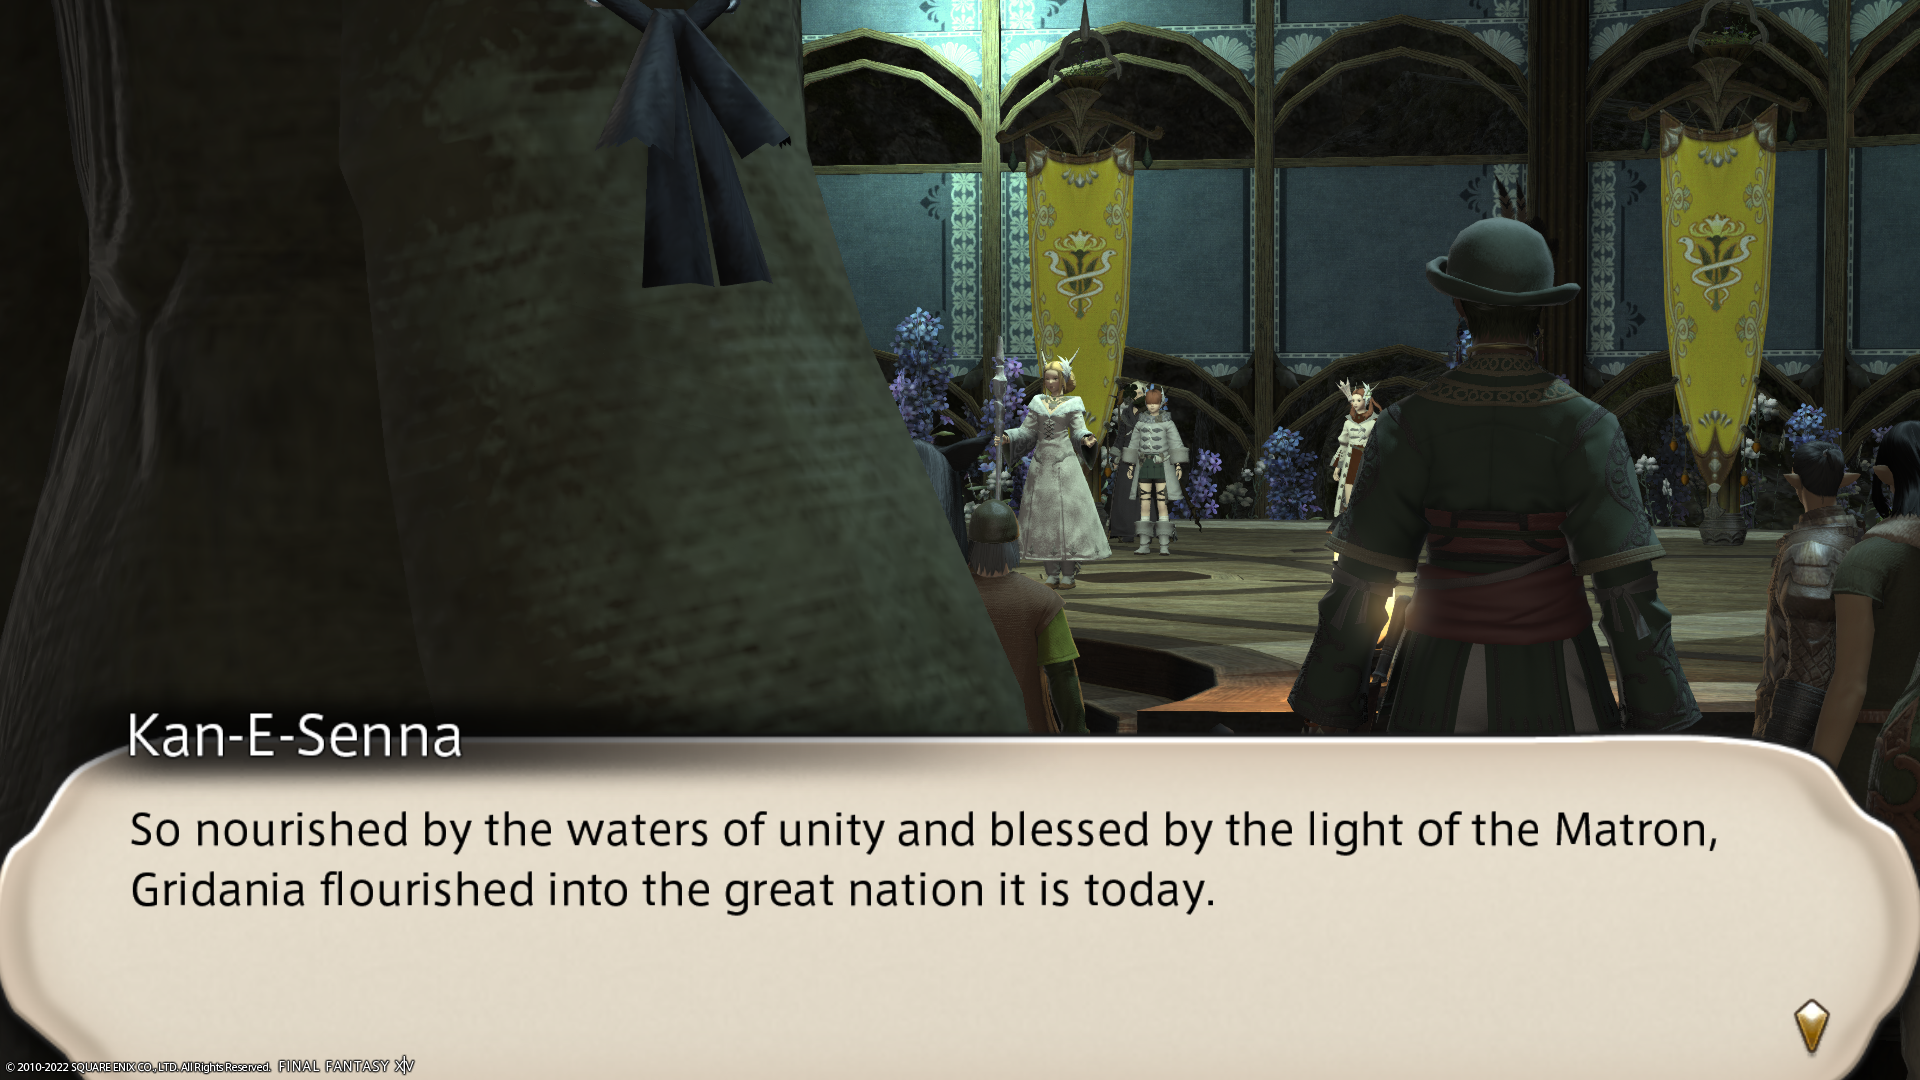 Kan-E-Senna
So nourished by the waters of unity and blessed by the light of the Matron,
Gridania flourished into the great nation it is today.
© 2010-2022 SQUARE ENIX CO., LTD. All Rights Reserved. FINAL FANTASY XIV